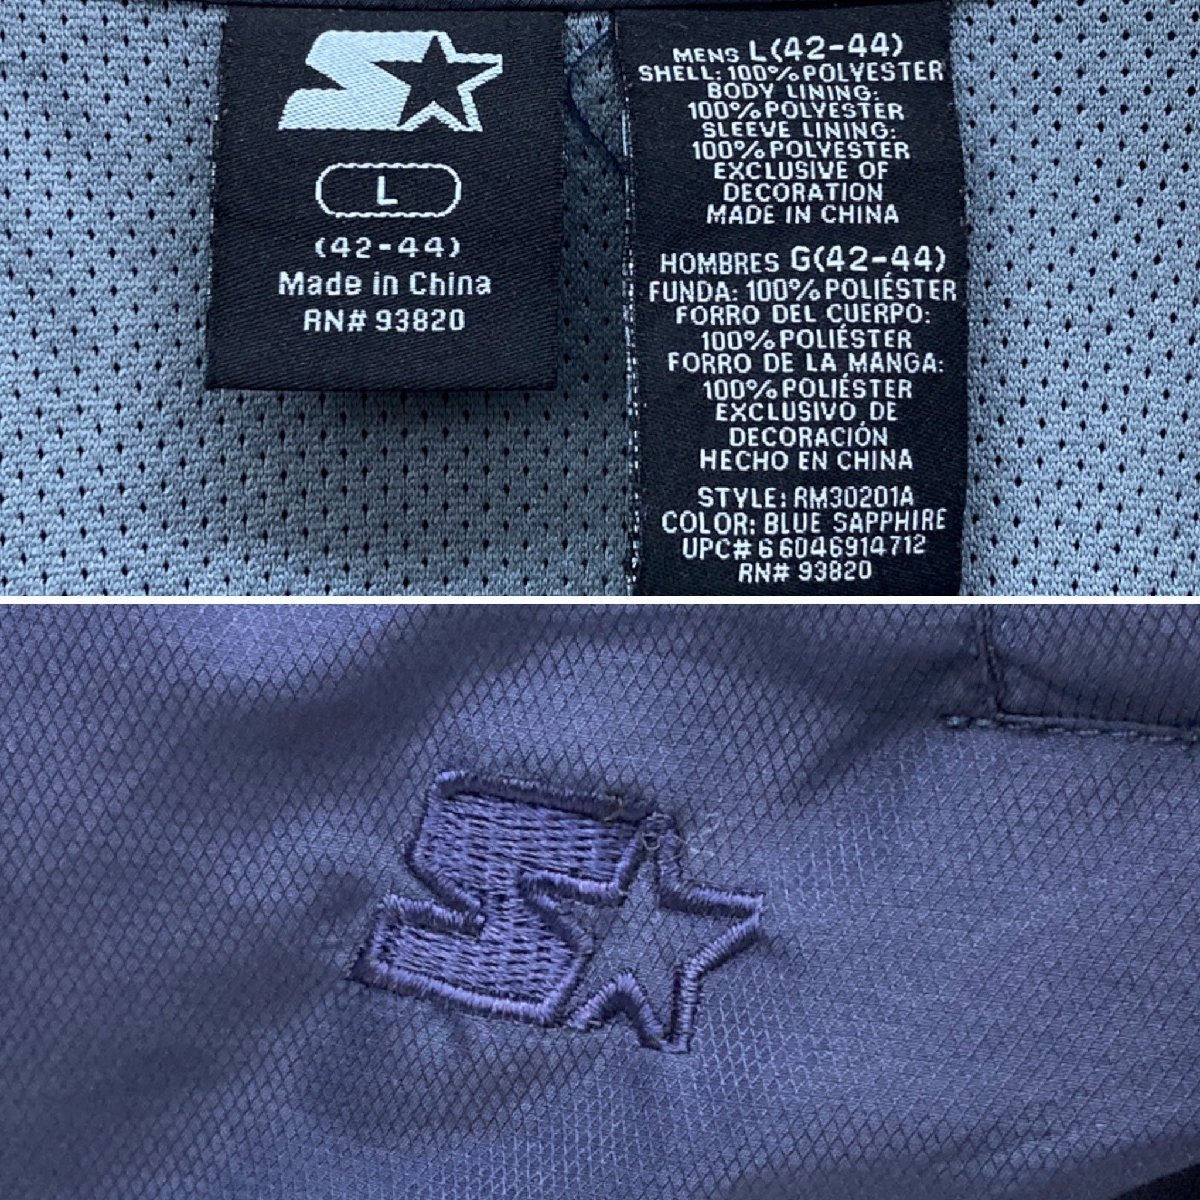 L
(42-44)
Made in China
RN# 93820
MENS L(42-44)
SHELL: 100% POLYESTER
BODY LINING:
100% POLYESTER
SLEEVE LINING:
100% POLYESTER
EXCLUSIVE OF
DECORATION
MADE IN CHINA
HOMBRES G(42-44)
FUNDA: 100% POLIÉSTER
FORRO DEL CUERPO:
100% POLIÉSTER
FORRO DE LA MANGA:
100% POLIÉSTER
EXCLUSIVO DE
DECORACIÓN
HECHO EN CHINA
STYLE: RM30201A
COLOR: BLUE SAPPHIRE
UPC# 6 6046914712
RN# 93820